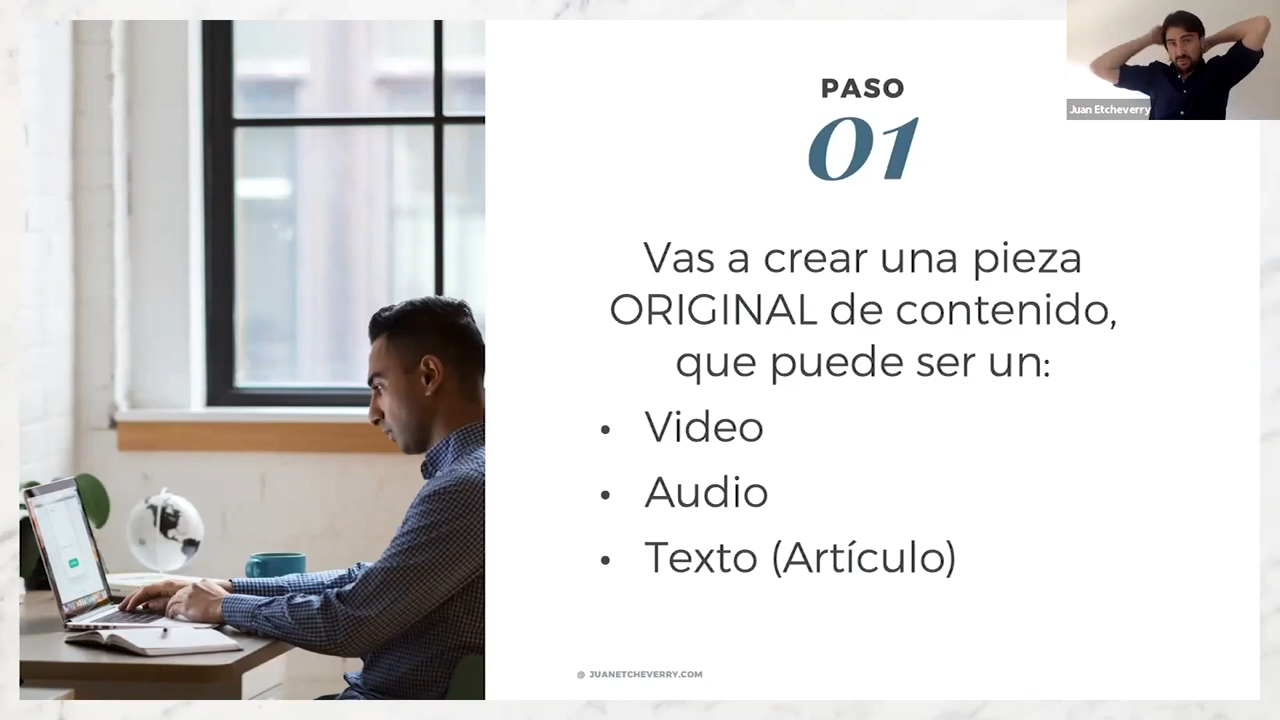 PASO
01
Juan Etcheverry
Vas a crear una pieza
ORIGINAL de contenido,
que puede ser un:
• Video
• Audio
• Texto (Artículo)
@ JUANETCHEVERRY.COM